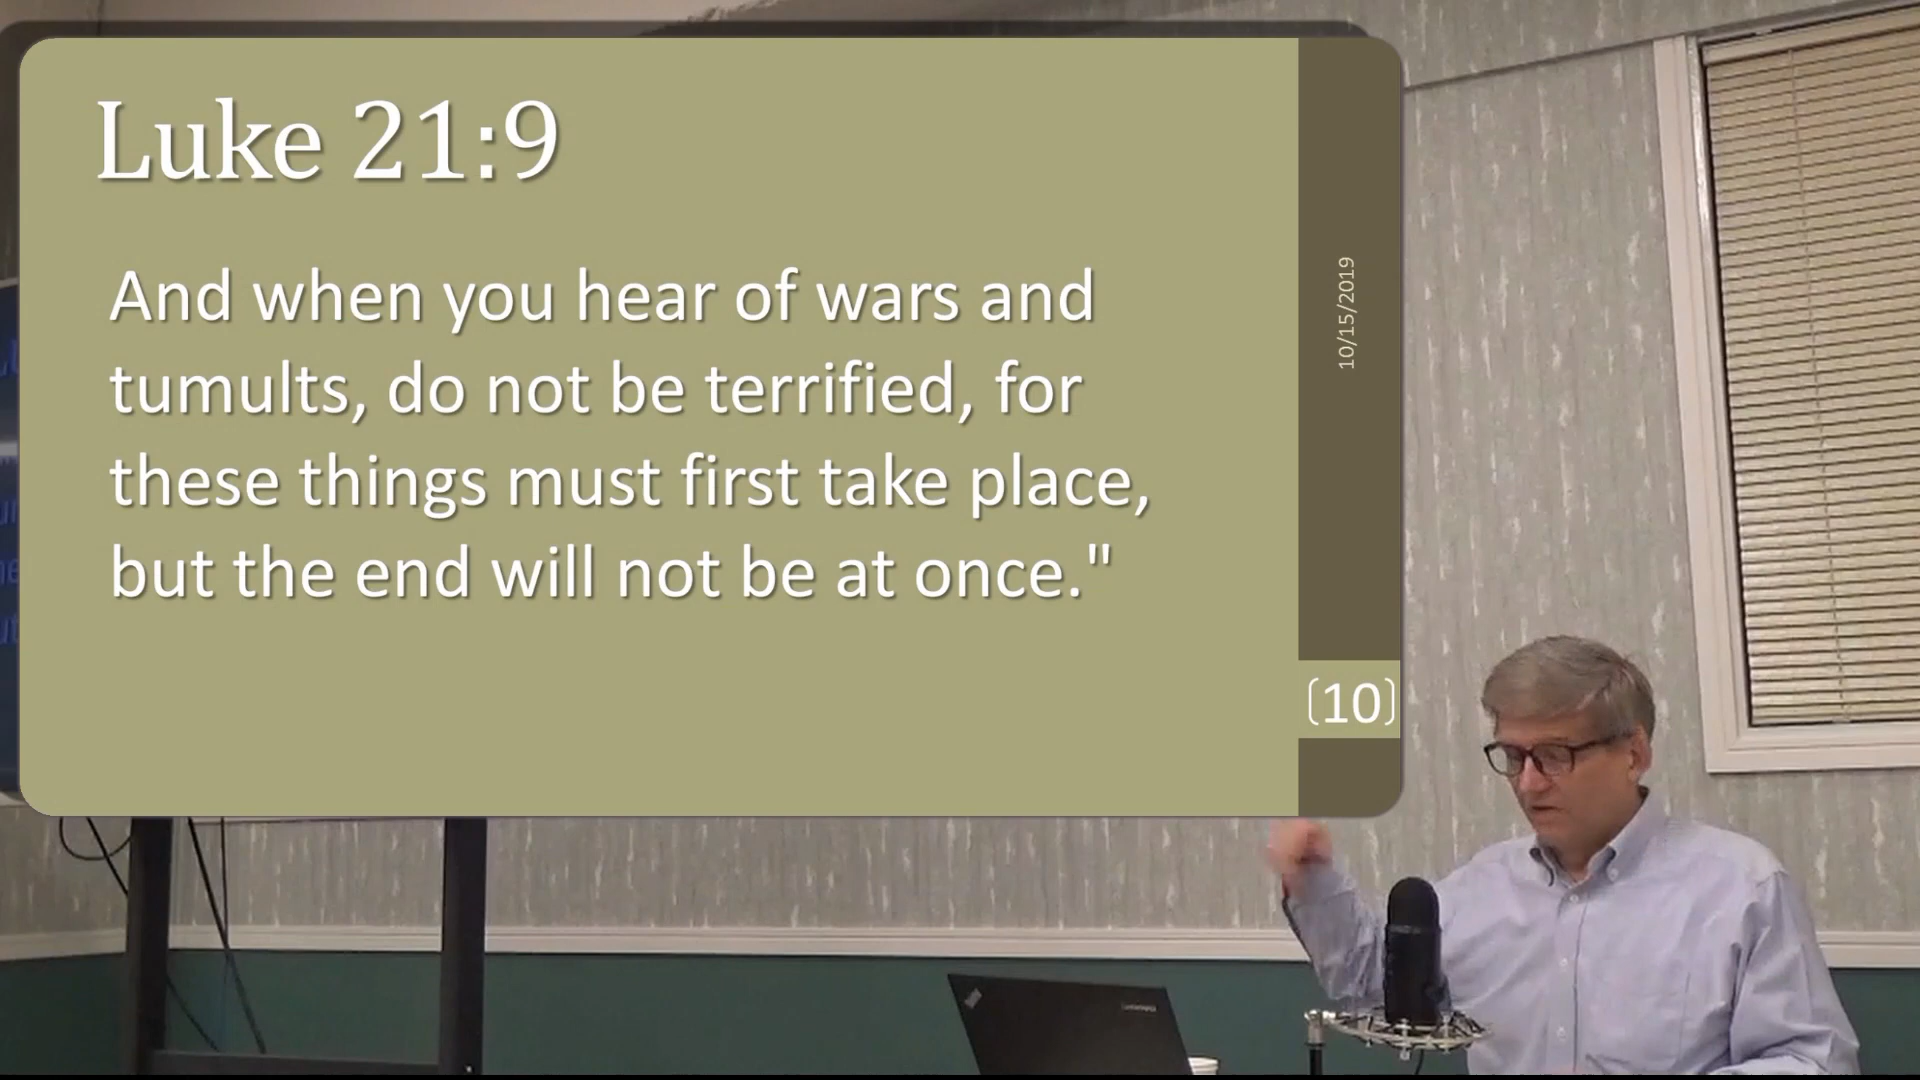 Luke 21:9
And when you hear of wars and
tumults, do not be terrified, for
these things must first take place,
but the end will not be at once."
10/15/2019
(10)
Lenovo